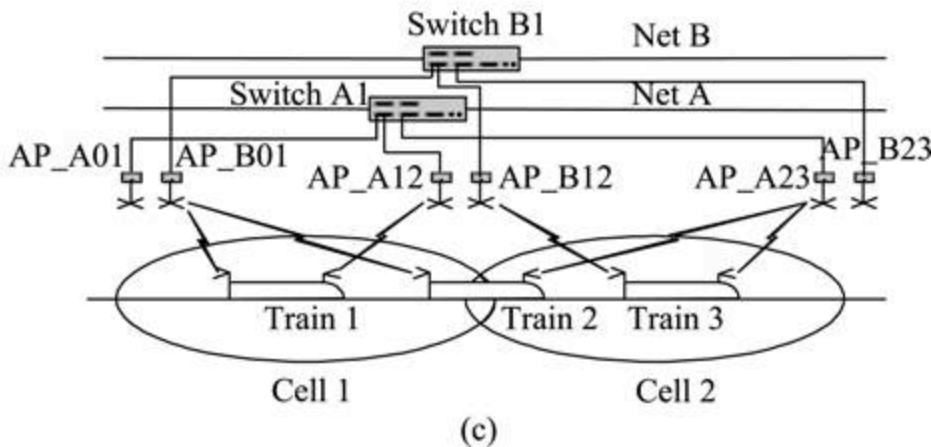 Switch B1
Net B
Switch A1
Net A
AP_A01
AP_B01
AP_A12
AP_B12
AP_A23
AP_B23
Train 1
Train 2
Train 3
Cell 1
Cell 2
(c)